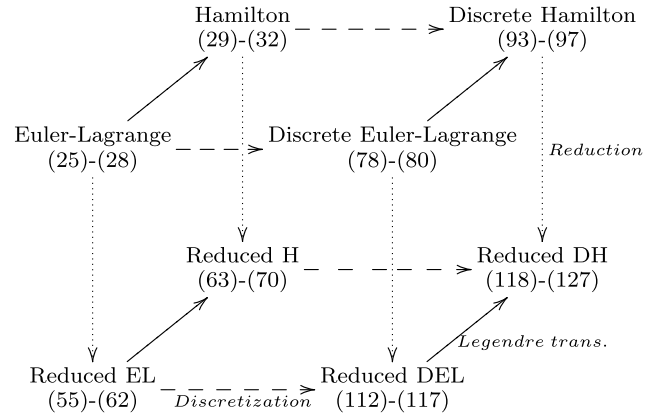 Hamilton
(29)-(32)
Discrete Hamilton
(93)-(97)
Euler-Lagrange
(25)-(28)
Discrete Euler-Lagrange
(78)-(80)
Reduction
Reduced H
(63)-(70)
Reduced DH
(118)-(127)
Legendre trans.
Reduced EL
(55)-(62)
Discretization
Reduced DEL
(112)-(117)